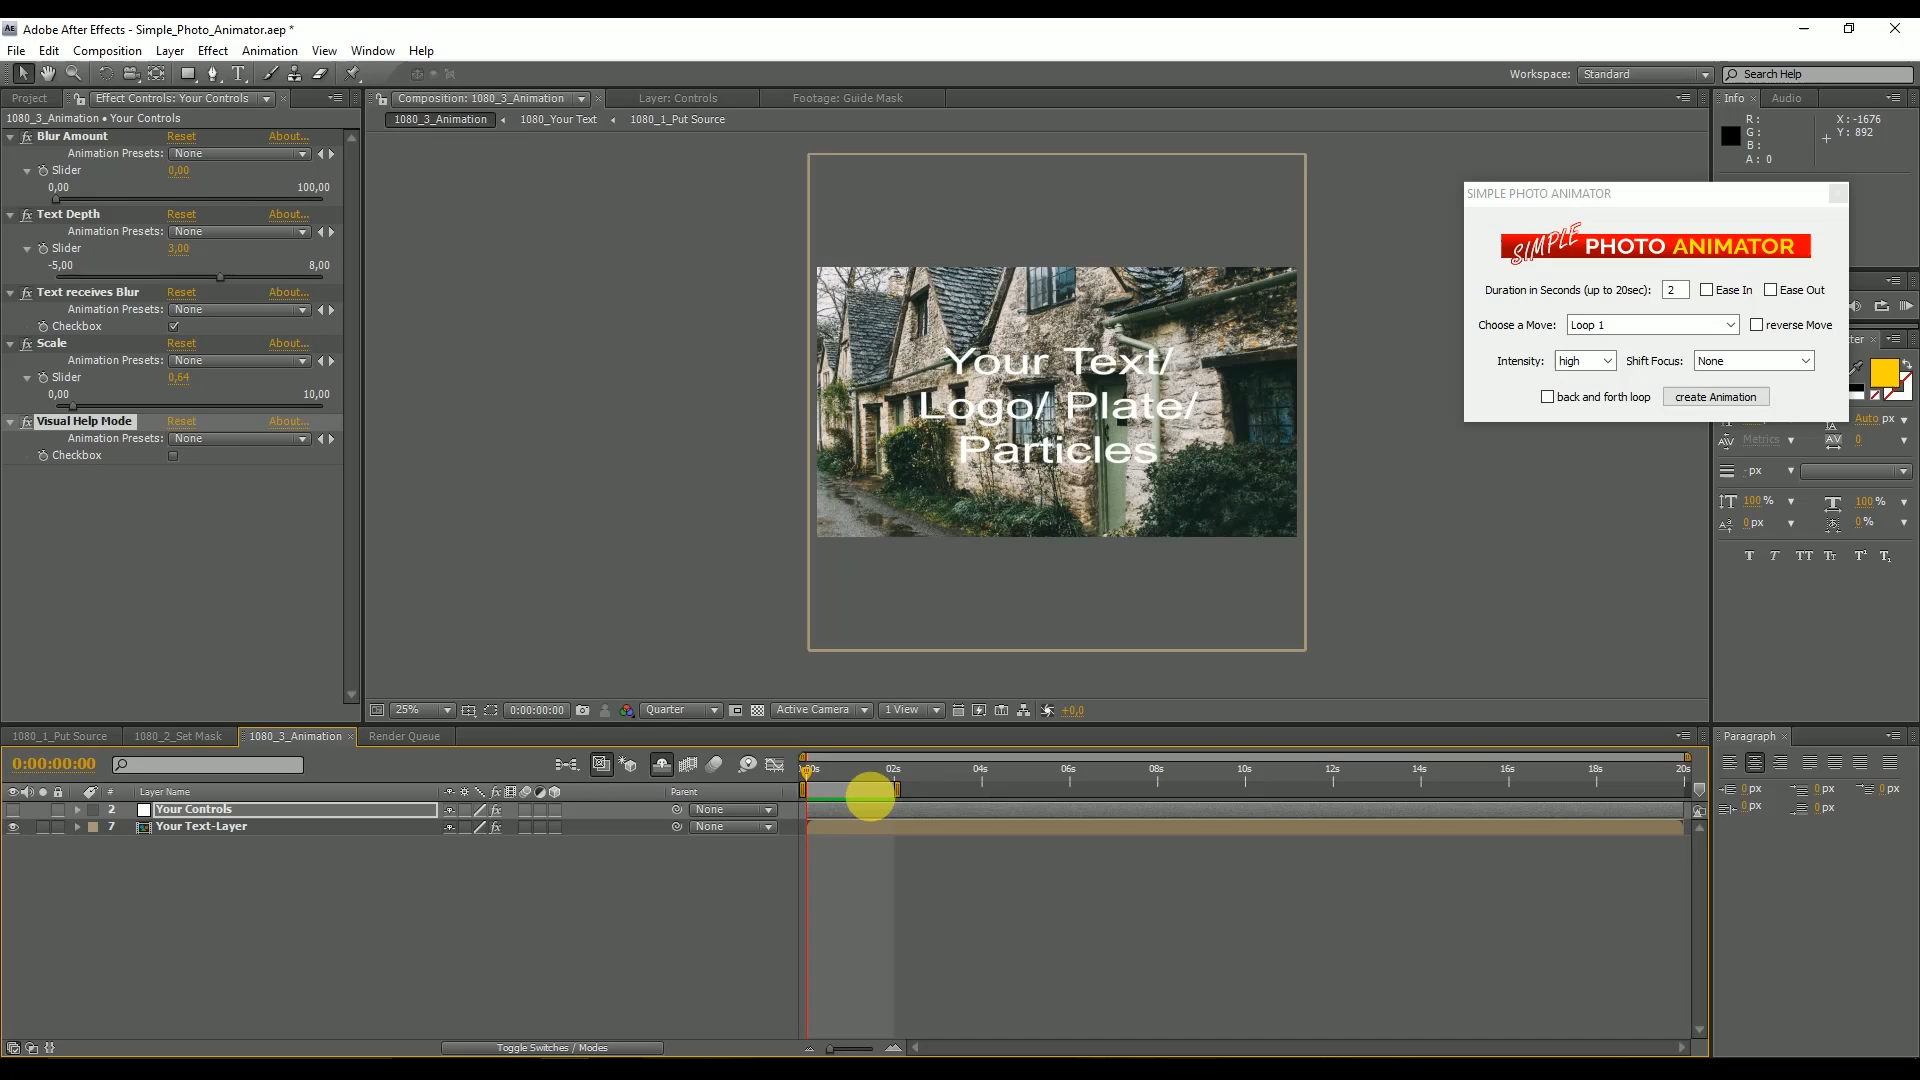 Adobe After Effects - Simple_Photo_Animator.aep *
File Edit Composition Layer Effect Animation View Window Help
Workspace: Standard Search Help
Project Effect Controls: Your Controls Composition: 1080_3_Animation Layer: Controls Footage: Guide Mask Info Audio
1080_3_Animation • Your Controls
1080_3_Animation 1080_Your Text 1080_1_Put Source
R: G: B: A: 0
X: -1676
Y: 892
Blur Amount Reset About...
Animation Presets: None
Slider 0,00
0,00 100,00
Text Depth Reset About...
Animation Presets: None
Slider 3,00
-5,00 8,00
Text receives Blur Reset About...
Animation Presets: None
Checkbox
Scale Reset About...
Animation Presets: None
Slider 0,64
0,00 10,00
Visual Help Mode Reset About...
Animation Presets: None
Checkbox
Your Text/
Logo/ Plate/
Particles
SIMPLE PHOTO ANIMATOR
SIMPLE PHOTO ANIMATOR
Duration in Seconds (up to 20sec): 2 Ease In Ease Out
Choose a Move: Loop 1 reverse Move
Intensity: high Shift Focus: None
back and forth loop create Animation
Auto px
Metrics 0
- px
100 % 100 %
0 px 0 %
T T TT Tr T¹ T,
25% 0:00:00:00 Quarter Active Camera 1 View +0,0
1080_1_Put Source 1080_2_Set Mask 1080_3_Animation Render Queue
Paragraph
0:00:00:00
02s 04s 06s 08s 10s 12s 14s 16s 18s 20s
# Layer Name Parent
2 Your Controls None
7 Your Text-Layer None
0 px 0 px 0 px
0 px 0 px
Toggle Switches / Modes